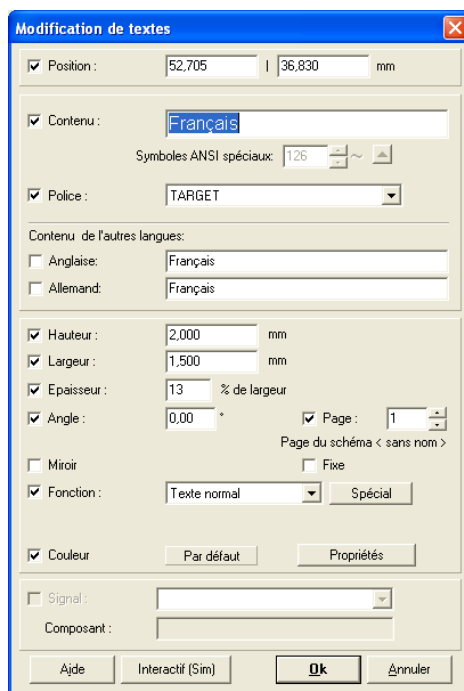 Modification de textes
Position : 52,705 | 36,830 mm
Contenu : Français
Symboles ANSI spéciaux: 126 ~
Police : TARGET
Contenu de l'autres langues:
Anglaise: Français
Allemand: Français
Hauteur : 2,000 mm
Largeur : 1,500 mm
Epaisseur : 13 % de largeur
Angle : 0,00 ° Page : 1
Page du schéma < sans nom >
Miroir Fixe
Fonction : Texte normal Spécial
Couleur Par défaut Propriétés
Signal :
Composant :
Aide Interactif (Sim) Ok Annuler